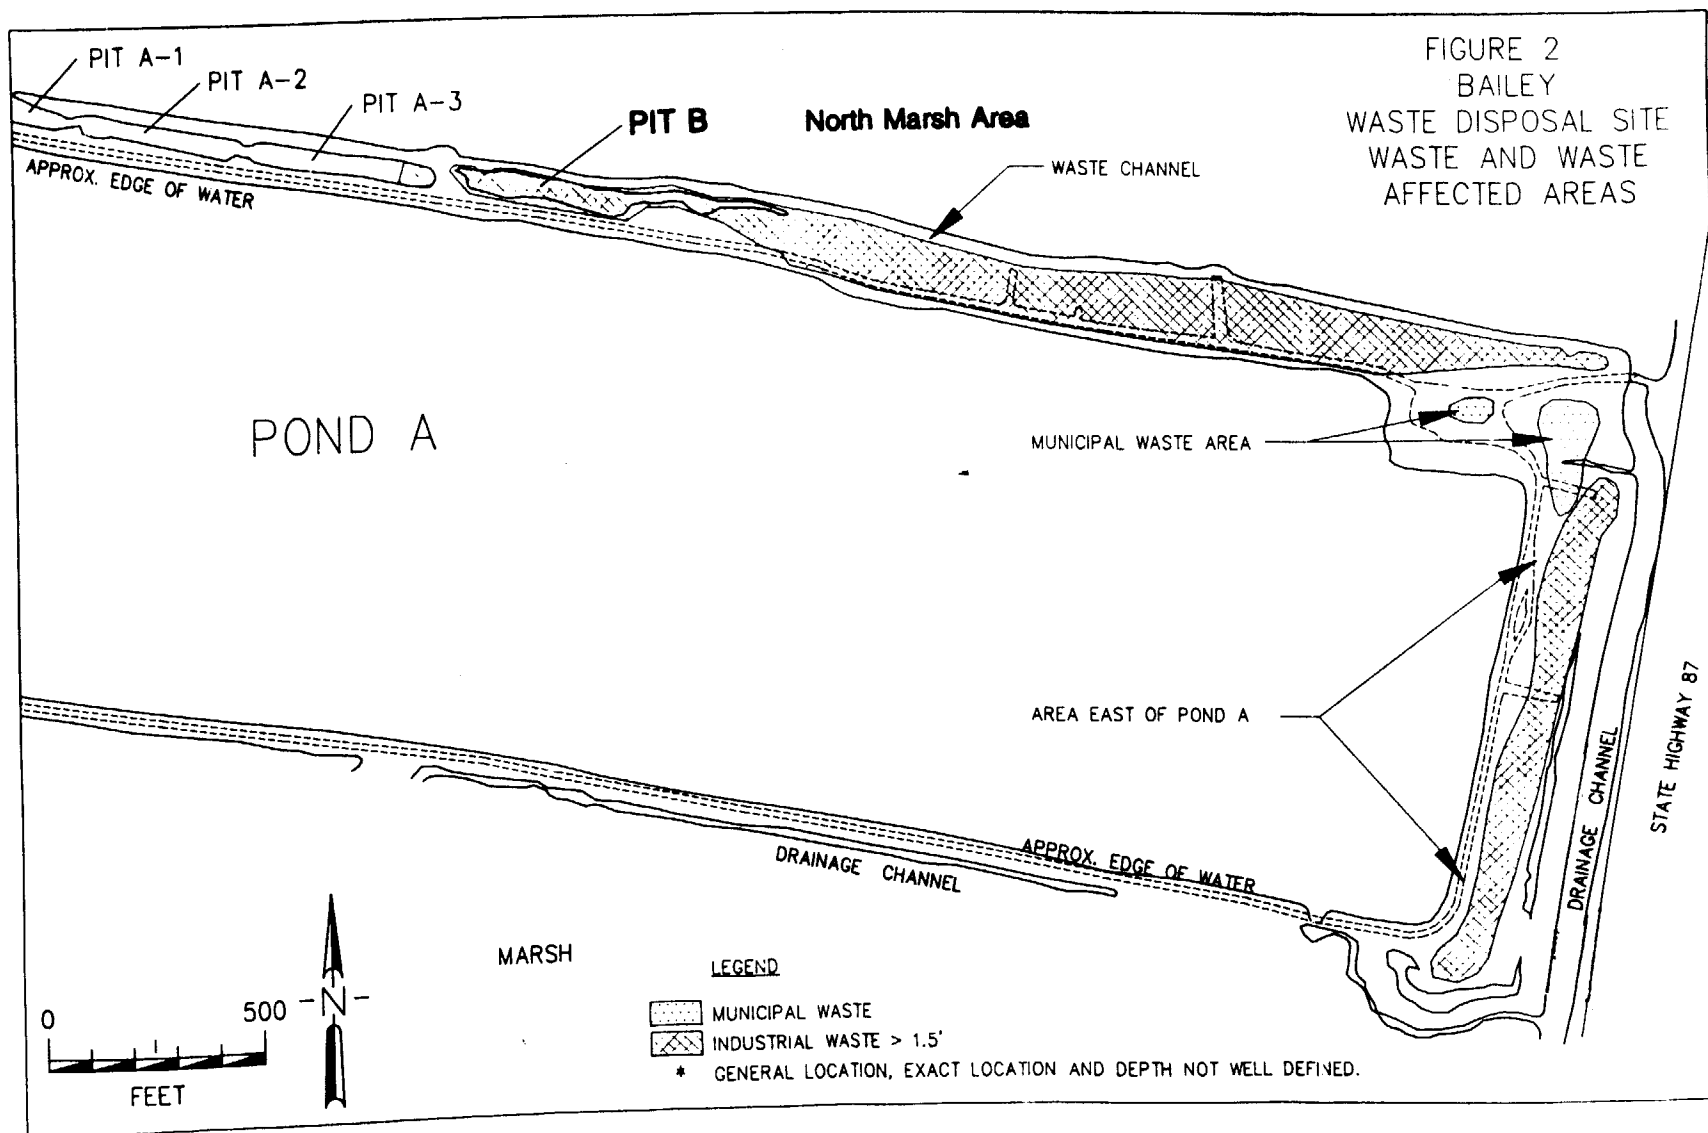 FIGURE 2
BAILEY
WASTE DISPOSAL SITE
WASTE AND WASTE
AFFECTED AREAS
PIT A-1
PIT A-2
PIT A-3
PIT B
North Marsh Area
WASTE CHANNEL
APPROX. EDGE OF WATER
POND A
MUNICIPAL WASTE AREA
AREA EAST OF POND A
STATE HIGHWAY 87
DRAINAGE CHANNEL
APPROX. EDGE OF WATER
DRAINAGE CHANNEL
MARSH
LEGEND
MUNICIPAL WASTE
INDUSTRIAL WASTE > 1.5'
* GENERAL LOCATION, EXACT LOCATION AND DEPTH NOT WELL DEFINED.
0 500
FEET
-N-